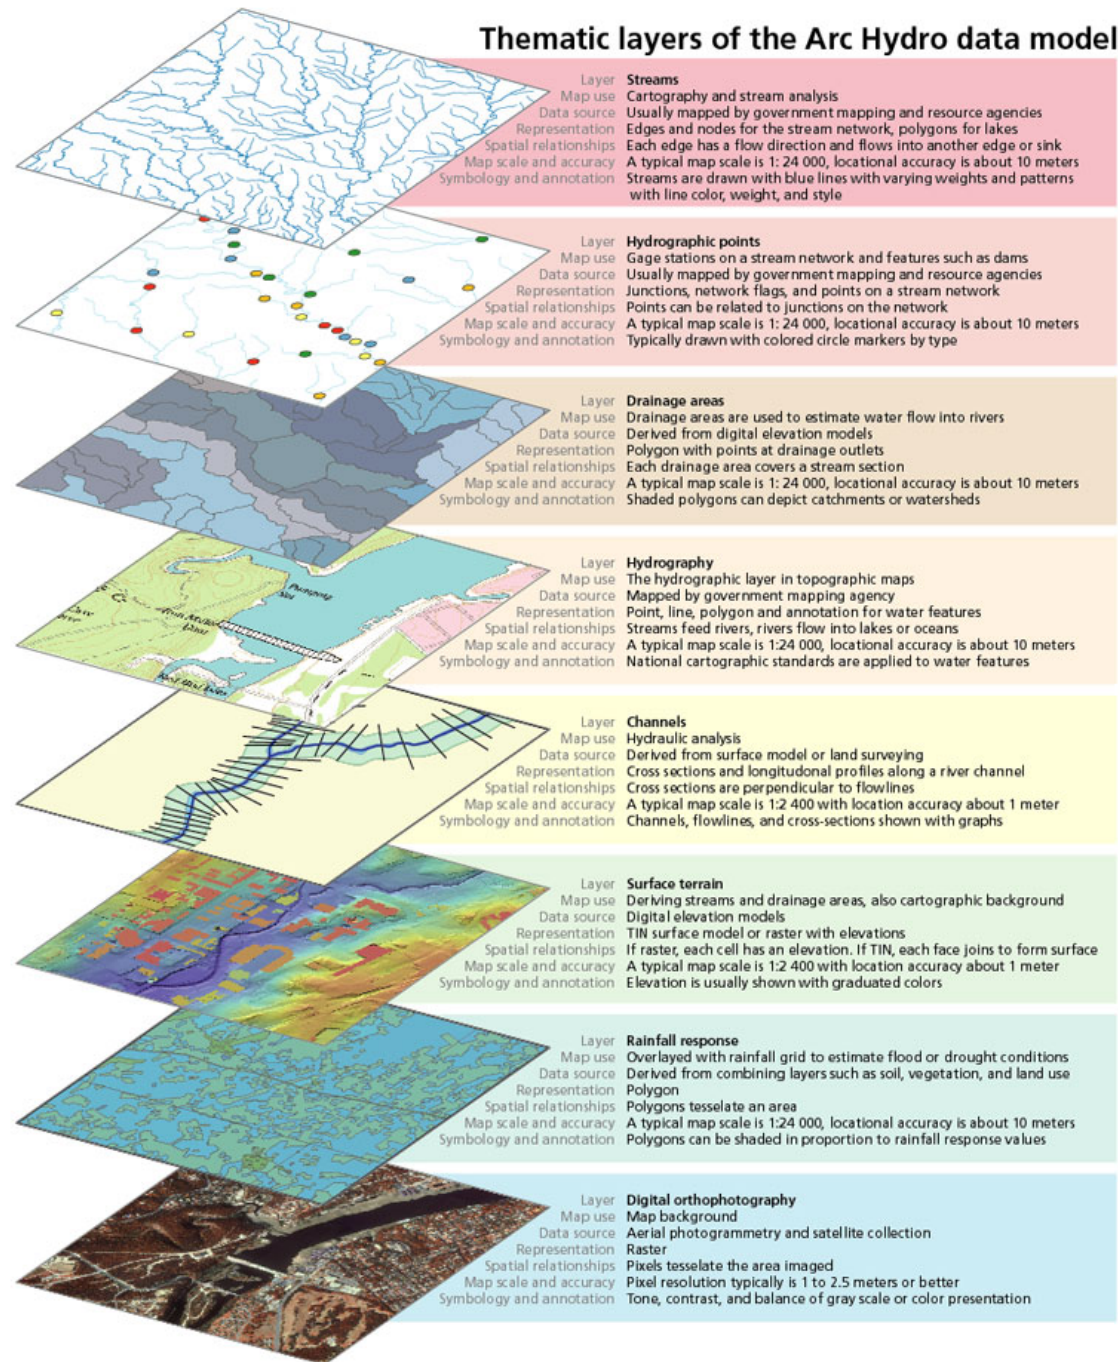 Thematic layers of the Arc Hydro data model
Layer Streams
Map use Cartography and stream analysis
Data source Usually mapped by government mapping and resource agencies
Representation Edges and nodes for the stream network, polygons for lakes
Spatial relationships Each edge has a flow direction and flows into another edge or sink
Map scale and accuracy A typical map scale is 1: 24 000, locational accuracy is about 10 meters
Symbology and annotation Streams are drawn with blue lines with varying weights and patterns
with line color, weight, and style
Layer Hydrographic points
Map use Gage stations on a stream network and features such as dams
Data source Usually mapped by government mapping and resource agencies
Representation Junctions, network flags, and points on a stream network
Spatial relationships Points can be related to junctions on the network
Map scale and accuracy A typical map scale is 1: 24 000, locational accuracy is about 10 meters
Symbology and annotation Typically drawn with colored circle markers by type
Layer Drainage areas
Map use Drainage areas are used to estimate water flow into rivers
Data source Derived from digital elevation models
Representation Polygon with points at drainage outlets
Spatial relationships Each drainage area covers a stream section
Map scale and accuracy A typical map scale is 1: 24 000, locational accuracy is about 10 meters
Symbology and annotation Shaded polygons can depict catchments or watersheds
Layer Hydrography
Map use The hydrographic layer in topographic maps
Data source Mapped by government mapping agency
Representation Point, line, polygon and annotation for water features
Spatial relationships Streams feed rivers, rivers flow into lakes or oceans
Map scale and accuracy A typical map scale is 1:24 000, locational accuracy is about 10 meters
Symbology and annotation National cartographic standards are applied to water features
Layer Channels
Map use Hydraulic analysis
Data source Derived from surface model or land surveying
Representation Cross sections and longitudonal profiles along a river channel
Spatial relationships Cross sections are perpendicular to flowlines
Map scale and accuracy A typical map scale is 1:2 400 with location accuracy about 1 meter
Symbology and annotation Channels, flowlines, and cross-sections shown with graphs
Layer Surface terrain
Map use Deriving streams and drainage areas, also cartographic background
Data source Digital elevation models
Representation TIN surface model or raster with elevations
Spatial relationships If raster, each cell has an elevation. If TIN, each face joins to form surface
Map scale and accuracy A typical map scale is 1:2 400 with location accuracy about 1 meter
Symbology and annotation Elevation is usually shown with graduated colors
Layer Rainfall response
Map use Overlayed with rainfall grid to estimate flood or drought conditions
Data source Derived from combining layers such as soil, vegetation, and land use
Representation Polygon
Spatial relationships Polygons tesselate an area
Map scale and accuracy A typical map scale is 1:24 000, locational accuracy is about 10 meters
Symbology and annotation Polygons can be shaded in proportion to rainfall response values
Layer Digital orthophotography
Map use Map background
Data source Aerial photogrammetry and satellite collection
Representation Raster
Spatial relationships Pixels tesselate the area imaged
Map scale and accuracy Pixel resolution typically is 1 to 2.5 meters or better
Symbology and annotation Tone, contrast, and balance of gray scale or color presentation